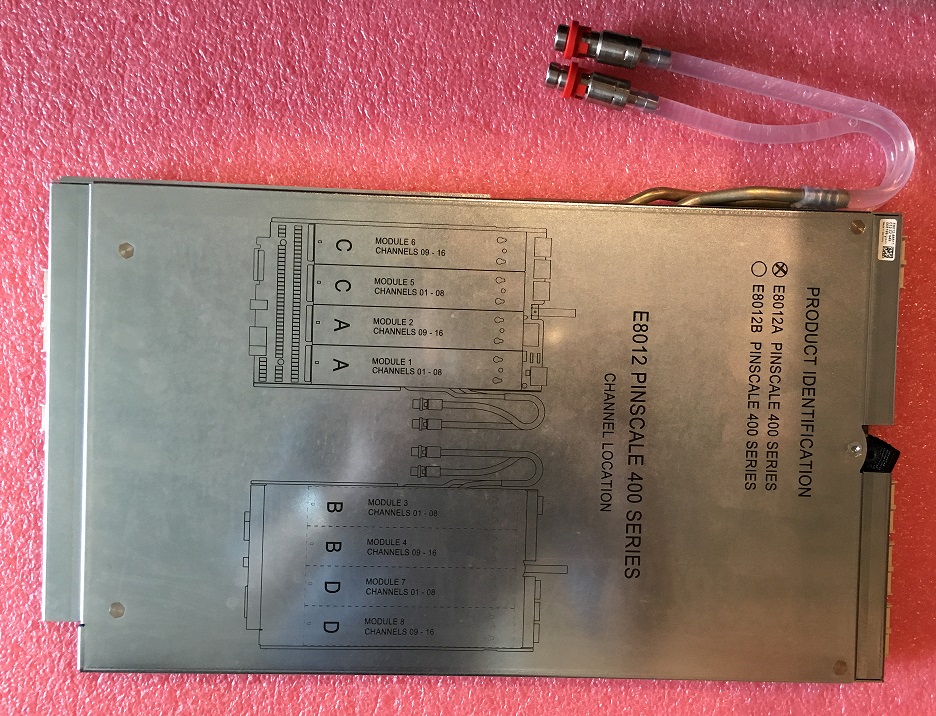 PRODUCT IDENTIFICATION
E8012A PINSCALE 400 SERIES
E8012B PINSCALE 400 SERIES
E8012 PINSCALE 400 SERIES
CHANNEL LOCATION
C
MODULE 6
CHANNELS 09 - 16
C
MODULE 5
CHANNELS 01 - 08
A
MODULE 2
CHANNELS 09 - 16
A
MODULE 1
CHANNELS 01 - 08
B
MODULE 3
CHANNELS 01 - 08
B
MODULE 4
CHANNELS 09 - 16
D
MODULE 7
CHANNELS 01 - 08
D
MODULE 8
CHANNELS 09 - 16